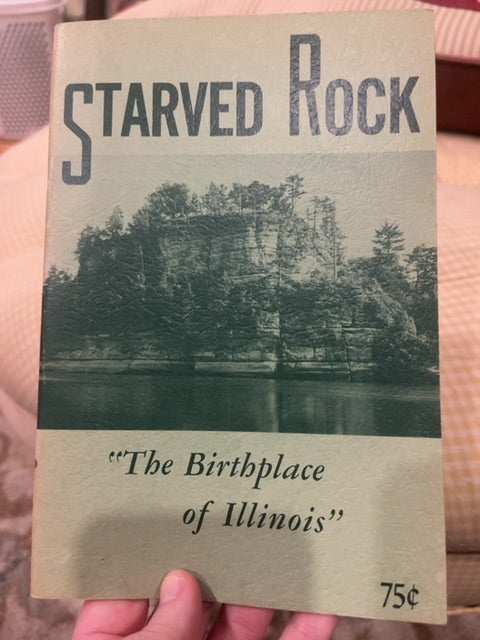 STARVED ROCK
“The Birthplace
of Illinois”
75¢